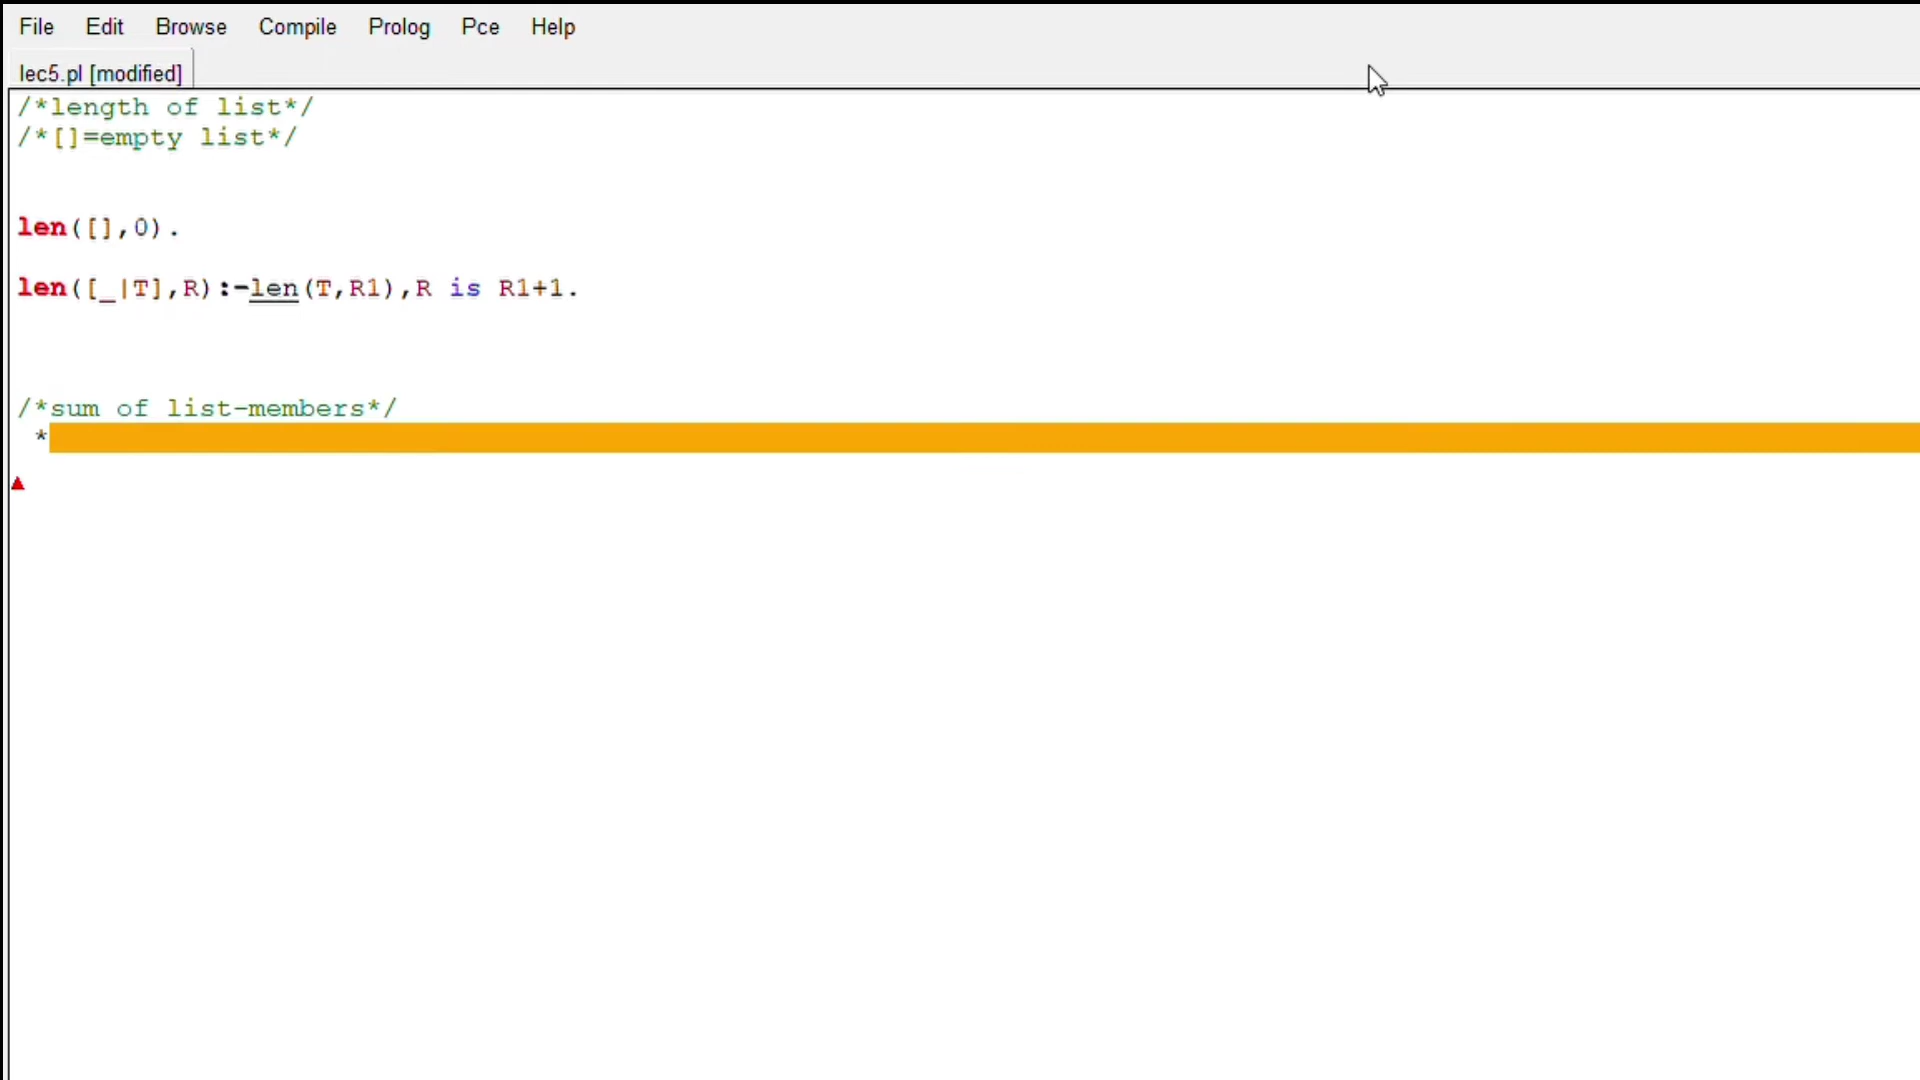 File Edit Browse Compile Prolog Pce Help
lec5.pl [modified]
/*length of list*/
/*[]=empty list*/
len([],0).
len([_|T],R):-len(T,R1),R is R1+1.
/*sum of list-members*/
*